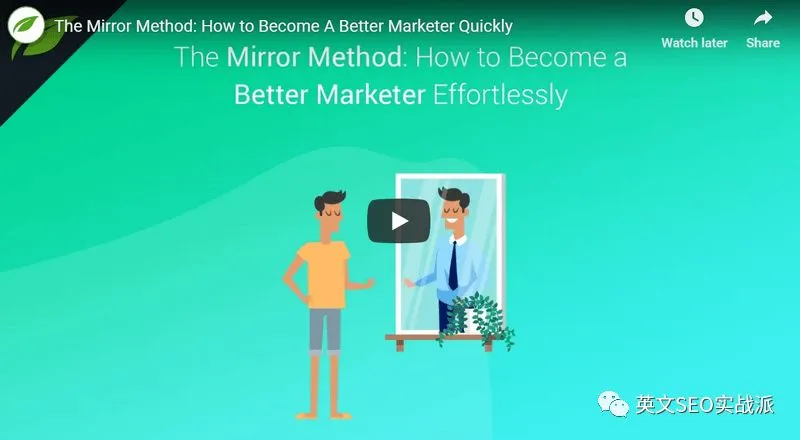 The Mirror Method: How to Become A Better Marketer Quickly
Watch later
Share
The Mirror Method: How to Become a
Better Marketer Effortlessly
英文SEO实战派